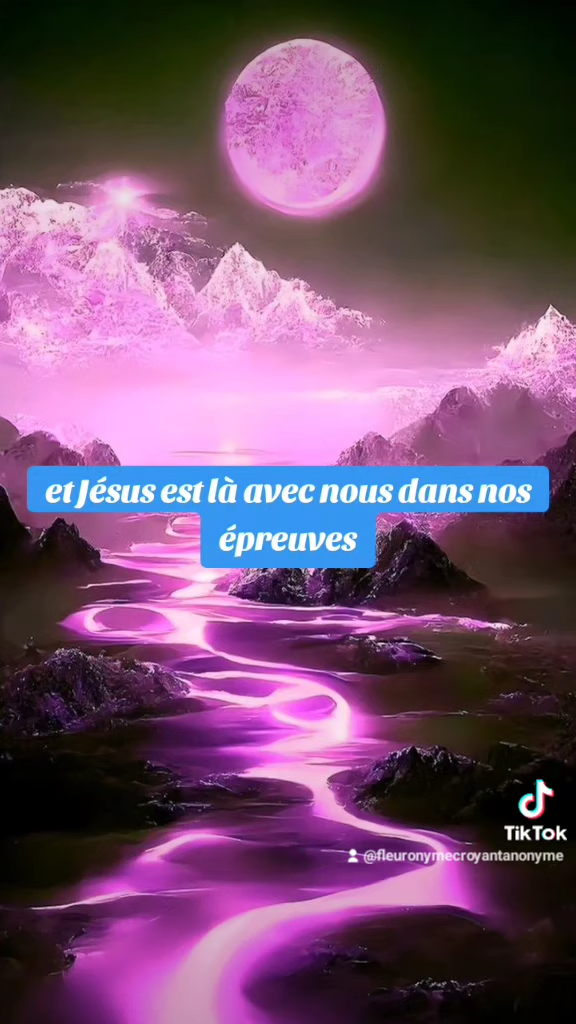 et Jésus est là avec nous dans nos
épreuves
TikTok
@fleuronymecroyantanonyme